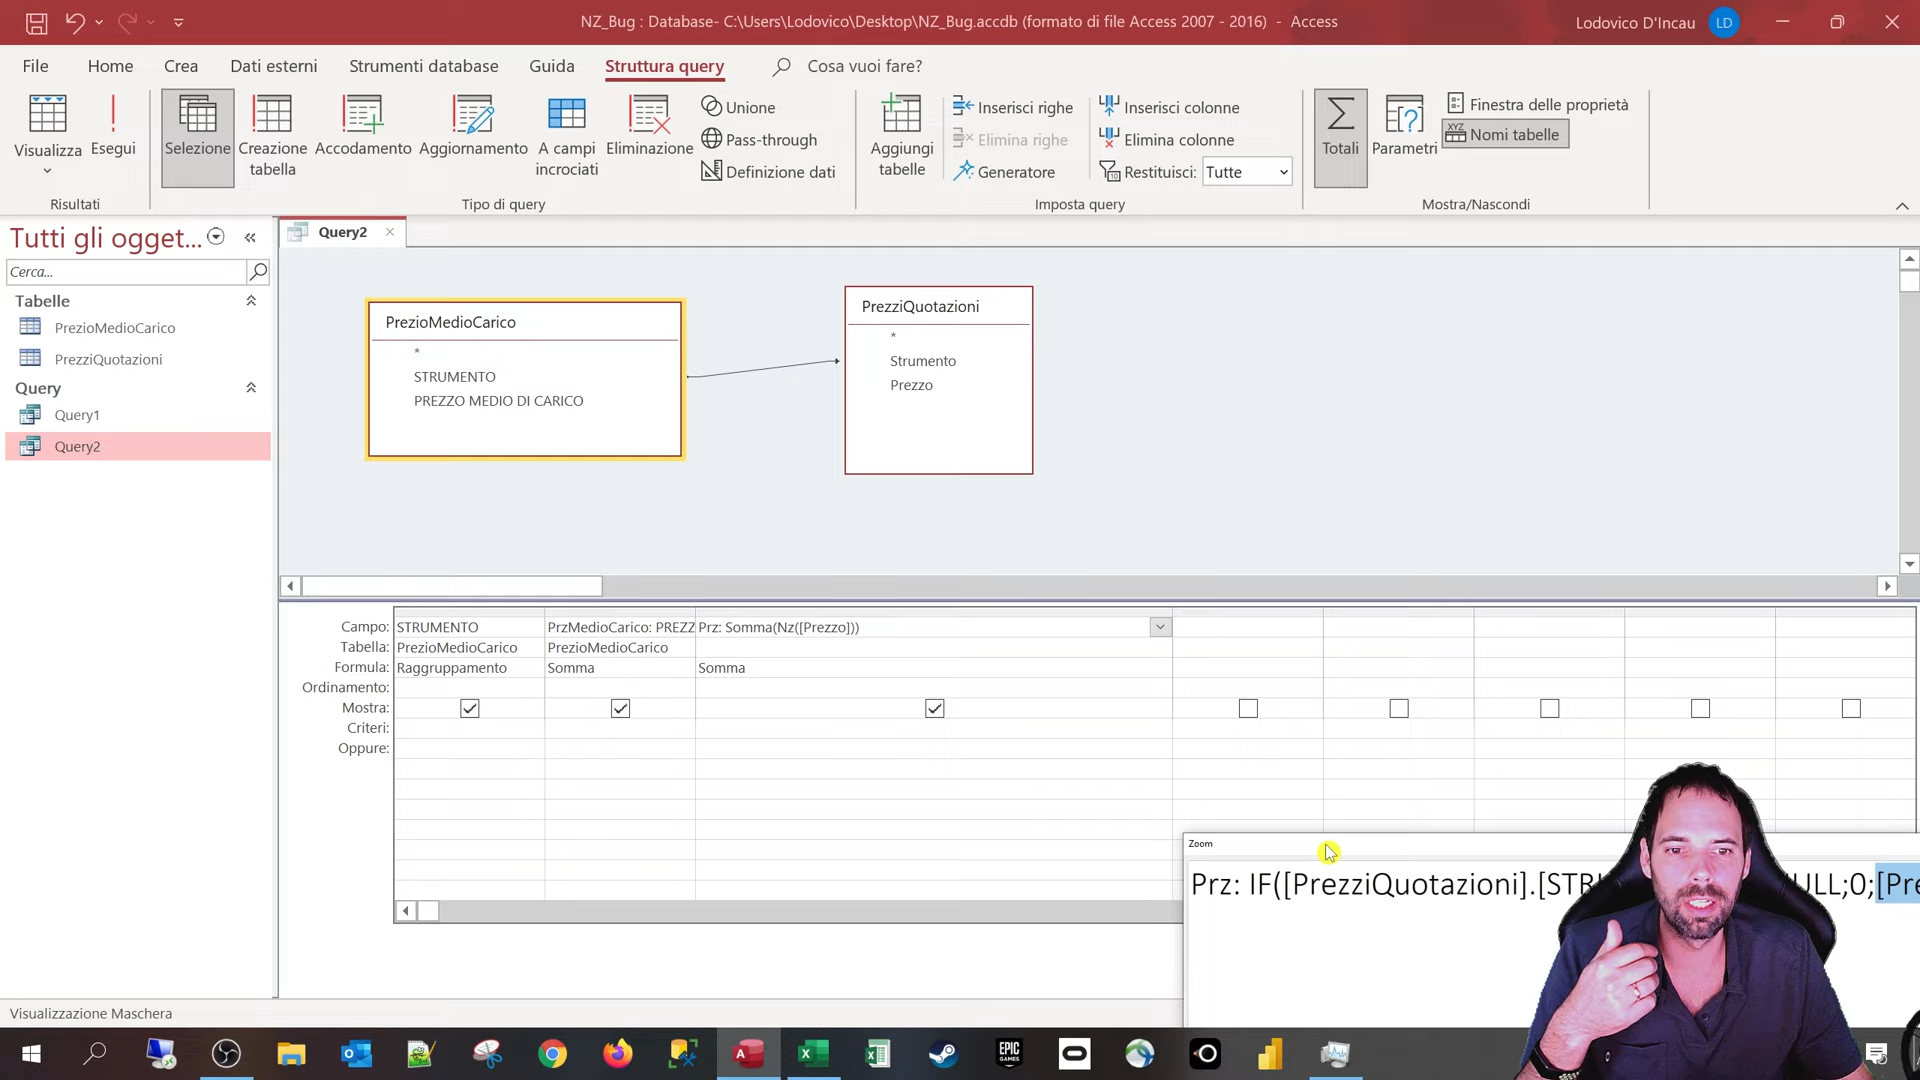 NZ_Bug : Database- C:\Users\Lodovico\Desktop\NZ_Bug.accdb (formato di file Access 2007 - 2016) - Access
Lodovico D'Incau LD
File Home Crea Dati esterni Strumenti database Guida Struttura query Cosa vuoi fare?
Visualizza
Esegui
Risultati
Selezione
Creazione tabella
Accodamento
Aggiornamento
A campi incrociati
Eliminazione
Unione
Pass-through
Definizione dati
Tipo di query
Aggiungi tabelle
Inserisci righe
Elimina righe
Generatore
Inserisci colonne
Elimina colonne
Restituisci: Tutte
Imposta query
Totali
Parametri
Finestra delle proprietà
XYZ Nomi tabelle
Mostra/Nascondi
Tutti gli ogget...
Cerca...
Tabelle
PrezioMedioCarico
PrezziQuotazioni
Query
Query1
Query2
Query2
PrezioMedioCarico
*
STRUMENTO
PREZZO MEDIO DI CARICO
PrezziQuotazioni
*
Strumento
Prezzo
Campo: STRUMENTO PrzMedioCarico: PREZZ Prz: Somma(Nz([Prezzo]))
Tabella: PrezioMedioCarico PrezioMedioCarico
Formula: Raggruppamento Somma Somma
Ordinamento:
Mostra:
Criteri:
Oppure:
Zoom
Prz: IF([PrezziQuotazioni].[STR ULL;0;[Pre
Visualizzazione Maschera
EPIC GAMES